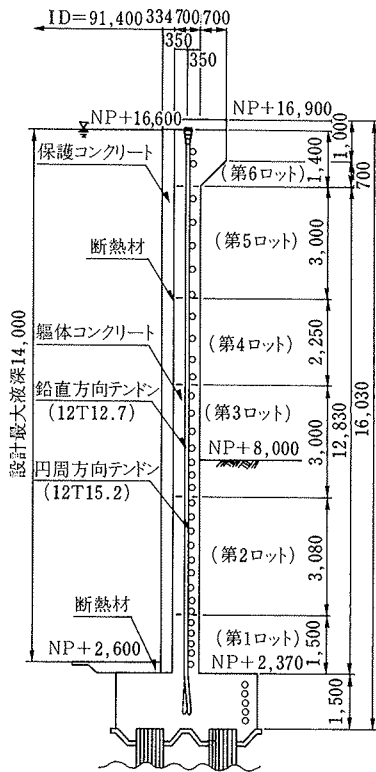 ID=91,400
334
700
700
350
350
NP+16,600
NP+16,900
保護コンクリート
(第6ロット)
1,400
1,000
700
断熱材
(第5ロット)
3,000
躯体コンクリート
(第4ロット)
2,250
設計最大液深14,000
鉛直方向テンドン
(12T12.7)
(第3ロット)
3,000
NP+8,000
12,830
16,030
円周方向テンドン
(12T15.2)
(第2ロット)
3,080
断熱材
(第1ロット)
1,500
NP+2,600
NP+2,370
1,500